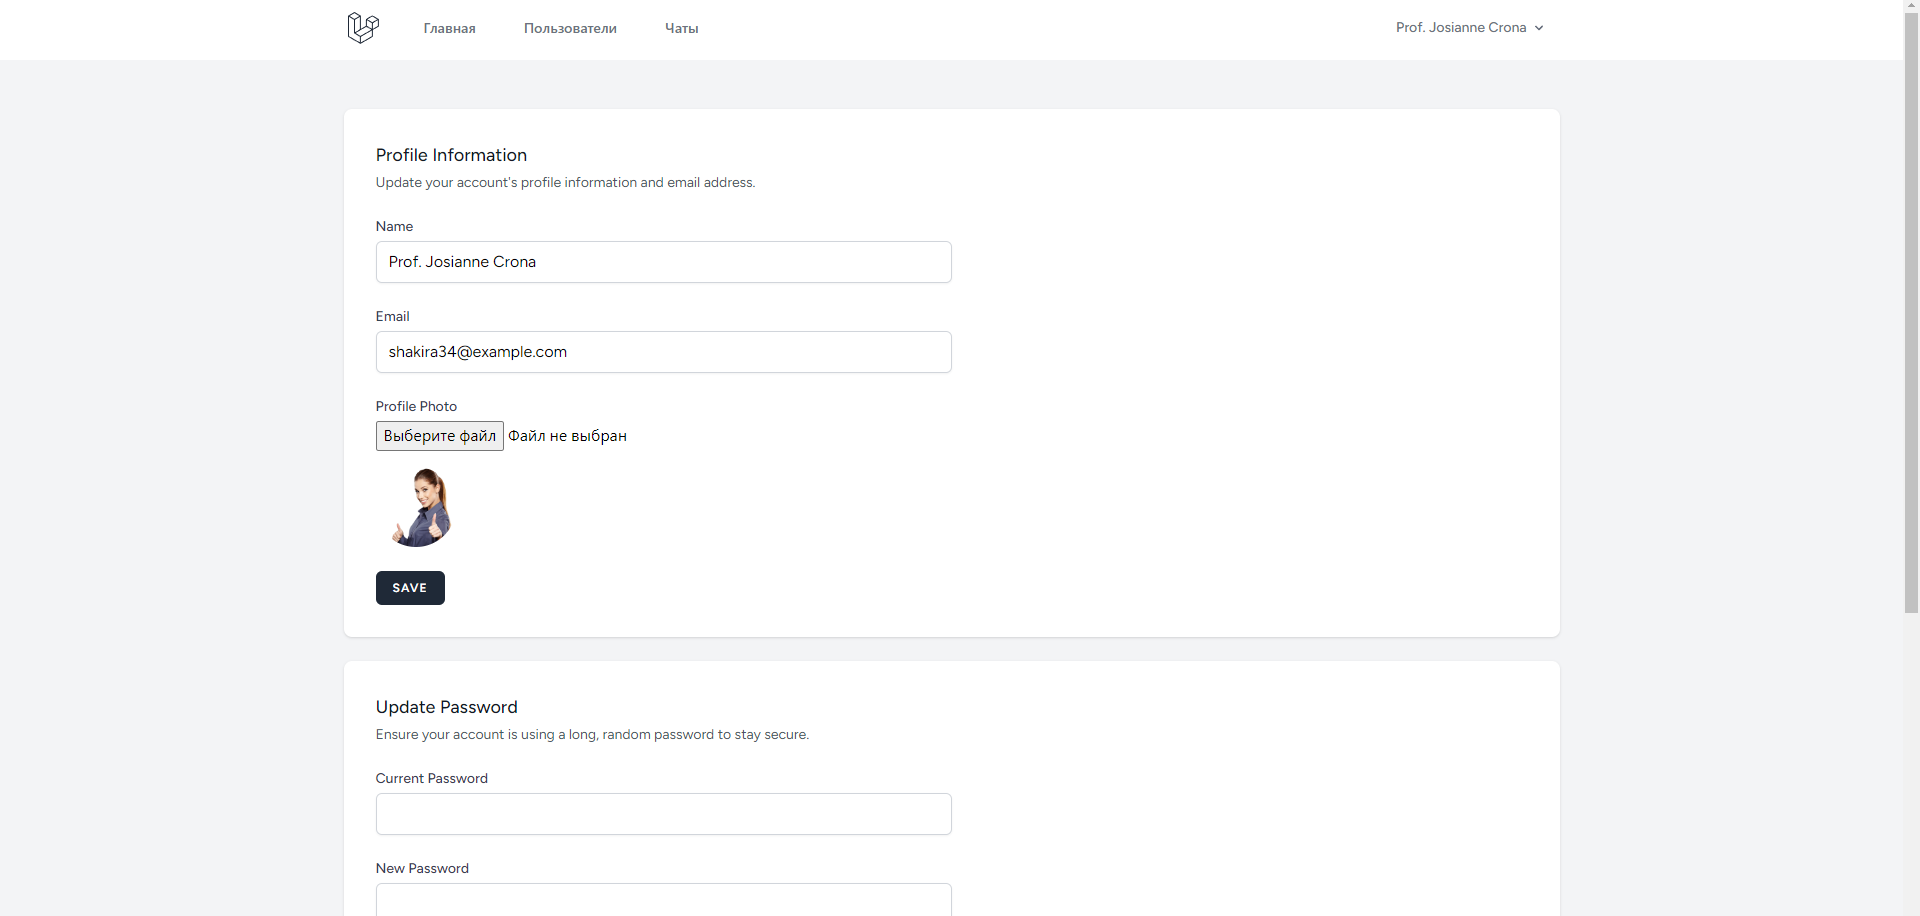 Главная
Пользователи
Чаты
Prof. Josianne Crona
Profile Information
Update your account's profile information and email address.
Name
Prof. Josianne Crona
Email
shakira34@example.com
Profile Photo
Выберите файл Файл не выбран
SAVE
Update Password
Ensure your account is using a long, random password to stay secure.
Current Password
New Password